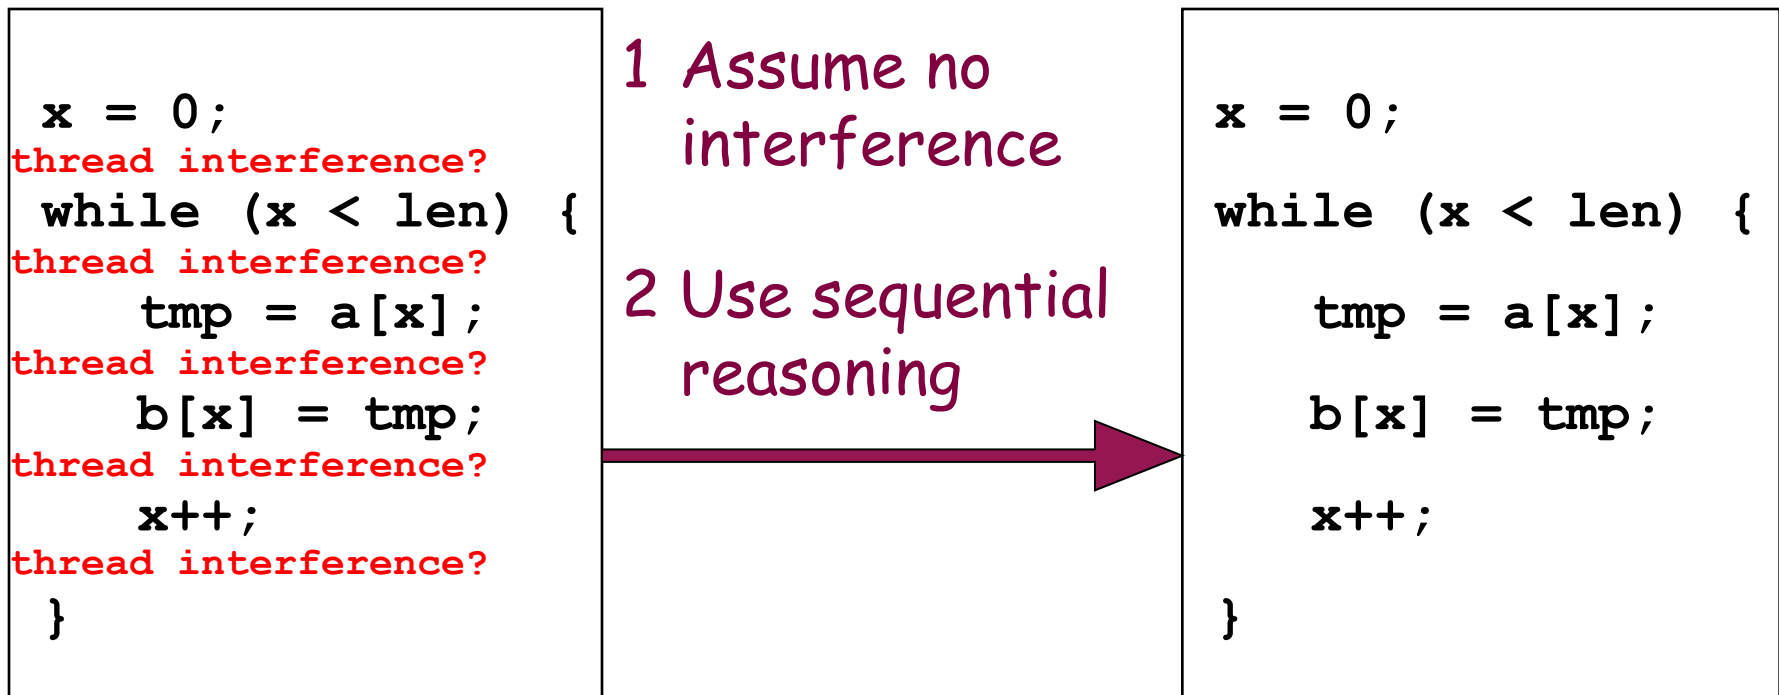 x = 0;
thread interference?
while (x < len) {
thread interference?
tmp = a[x];
thread interference?
b[x] = tmp;
thread interference?
x++;
thread interference?
}
1 Assume no
interference
2 Use sequential
reasoning
x = 0;
while (x < len) {
tmp = a[x];
b[x] = tmp;
x++;
}